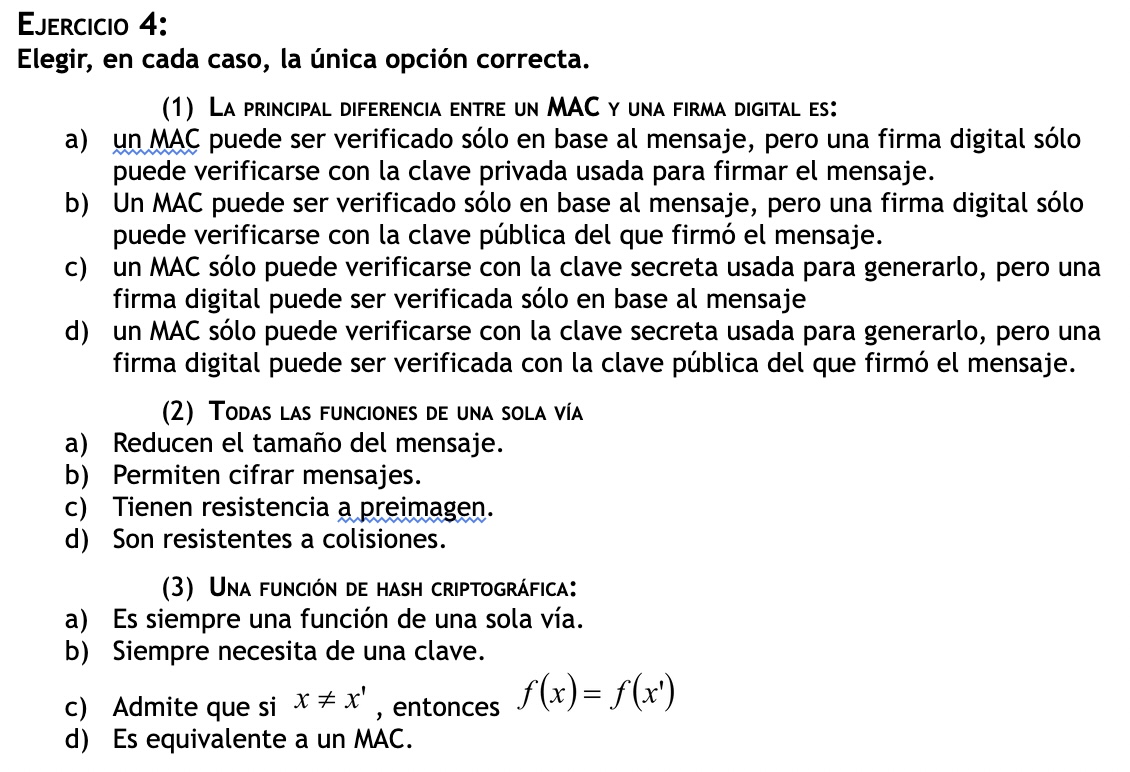 EJERCICIO 4:
Elegir, en cada caso, la única opción correcta.
(1) LA PRINCIPAL DIFERENCIA ENTRE UN MAC Y UNA FIRMA DIGITAL ES:
a) un MAC puede ser verificado sólo en base al mensaje, pero una firma digital sólo
puede verificarse con la clave privada usada para firmar el mensaje.
b) Un MAC puede ser verificado sólo en base al mensaje, pero una firma digital sólo
puede verificarse con la clave pública del que firmó el mensaje.
c) un MAC sólo puede verificarse con la clave secreta usada para generarlo, pero una
firma digital puede ser verificada sólo en base al mensaje
d) un MAC sólo puede verificarse con la clave secreta usada para generarlo, pero una
firma digital puede ser verificada con la clave pública del que firmó el mensaje.
(2) TODAS LAS FUNCIONES DE UNA SOLA VÍA
a) Reducen el tamaño del mensaje.
b) Permiten cifrar mensajes.
c) Tienen resistencia a preimagen.
d) Son resistentes a colisiones.
(3) UNA FUNCIÓN DE HASH CRIPTOGRÁFICA:
a) Es siempre una función de una sola vía.
b) Siempre necesita de una clave.
c) Admite que si x ≠ x' , entonces f(x) = f(x')
d) Es equivalente a un MAC.